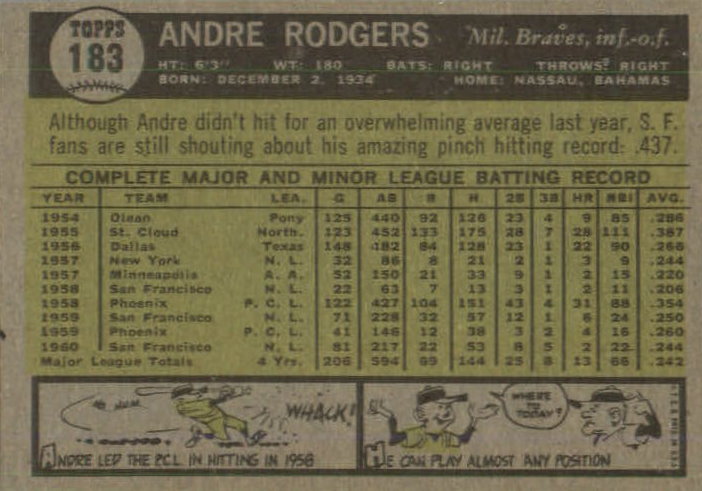 TOPPS
183
ANDRE RODGERS Mil. Braves, inf.-o.f.
HT: 6'3" WT: 180 BATS: RIGHT THROWS: RIGHT
BORN: DECEMBER 2, 1934 HOME: NASSAU, BAHAMAS
Although Andre didn't hit for an overwhelming average last year, S. F.
fans are still shouting about his amazing pinch hitting record: .437.
COMPLETE MAJOR AND MINOR LEAGUE BATTING RECORD
YEAR TEAM LEA. G AB R H 2B 3B HR RBI AVG.
1954 Olean Pony 125 440 92 126 23 4 9 85 .286
1955 St. Cloud North. 123 452 133 175 28 7 28 111 .387
1956 Dallas Texas 148 482 84 128 23 1 22 90 .266
1957 New York N. L. 32 86 8 21 2 1 3 9 .244
1957 Minneapolis A. A. 52 150 21 33 9 1 2 15 .220
1958 San Francisco N. L. 22 63 7 13 3 1 2 11 .206
1958 Phoenix P. C. L. 122 427 104 151 43 4 31 88 .354
1959 San Francisco N. L. 71 228 32 57 12 1 6 24 .250
1959 Phoenix P. C. L. 41 146 12 38 3 2 4 16 .260
1960 San Francisco N. L. 81 217 22 53 8 5 2 22 .244
Major League Totals 4 Yrs. 206 594 69 144 25 8 13 66 .242
WHACK!
ANDRE LED THE P.C.L. IN HITTING IN 1958
WHERE
TO
TODAY?
HE CAN PLAY ALMOST ANY POSITION